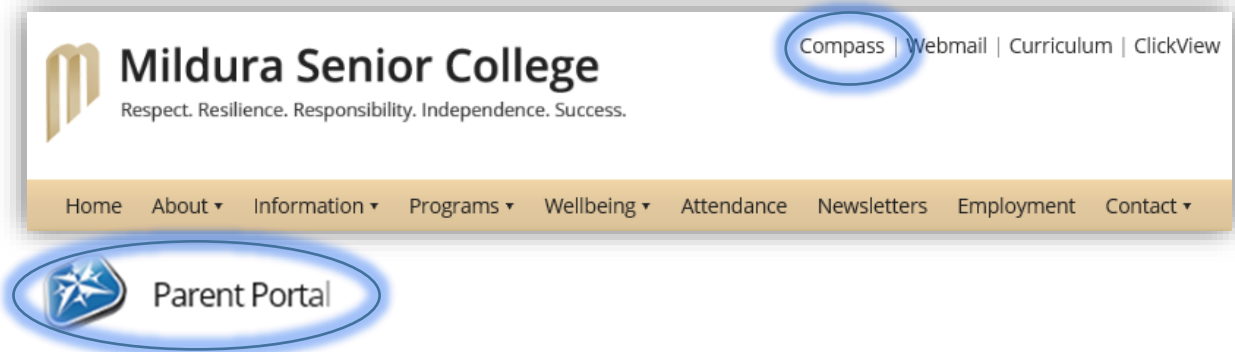 Compass | Webmail | Curriculum | ClickView
Mildura Senior College
Respect. Resilience. Responsibility. Independence. Success.
Home About ▾ Information ▾ Programs ▾ Wellbeing ▾ Attendance Newsletters Employment Contact ▾
Parent Portal